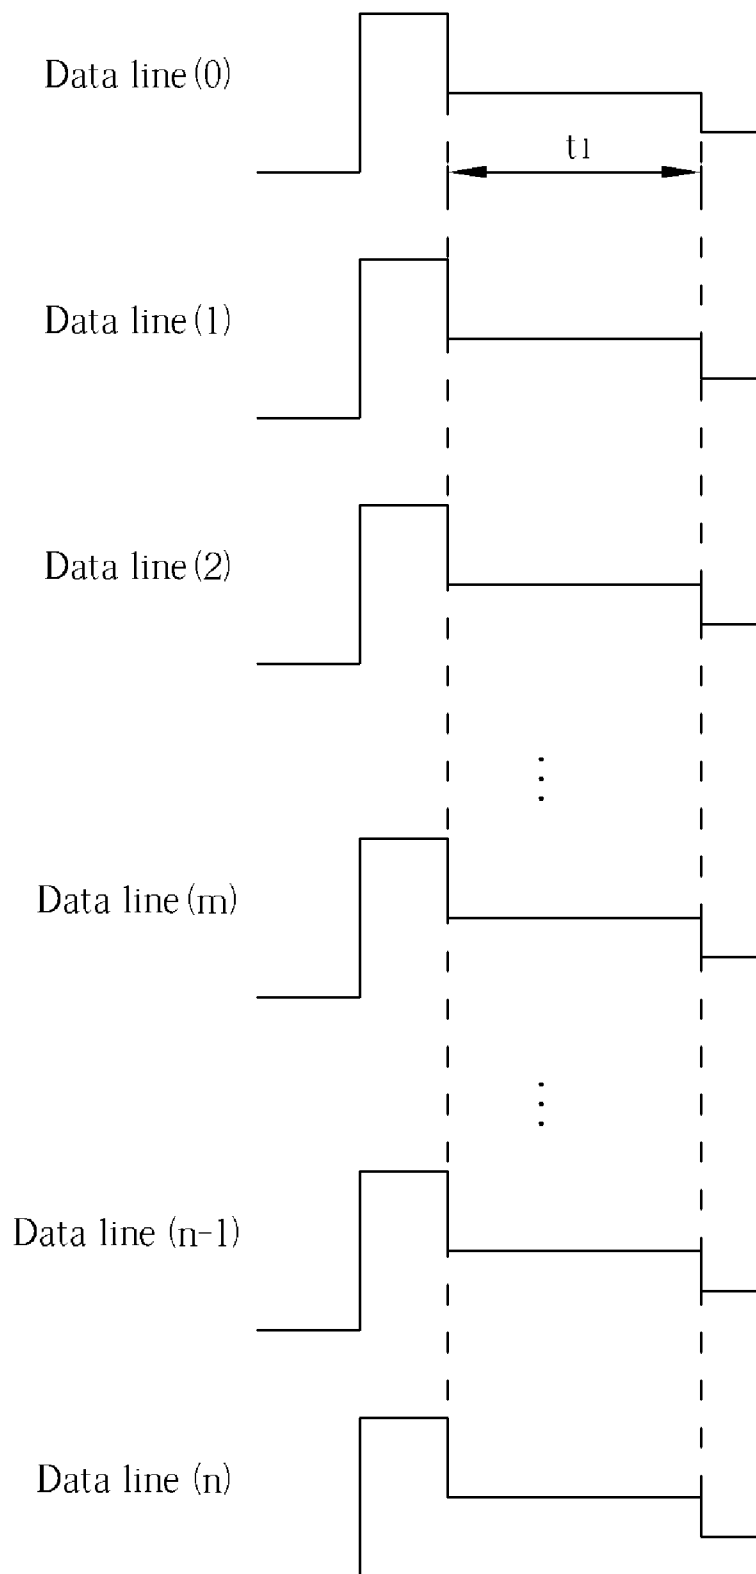 Data line (0)
t1
Data line (1)
Data line (2)
Data line (m)
Data line (n-1)
Data line (n)